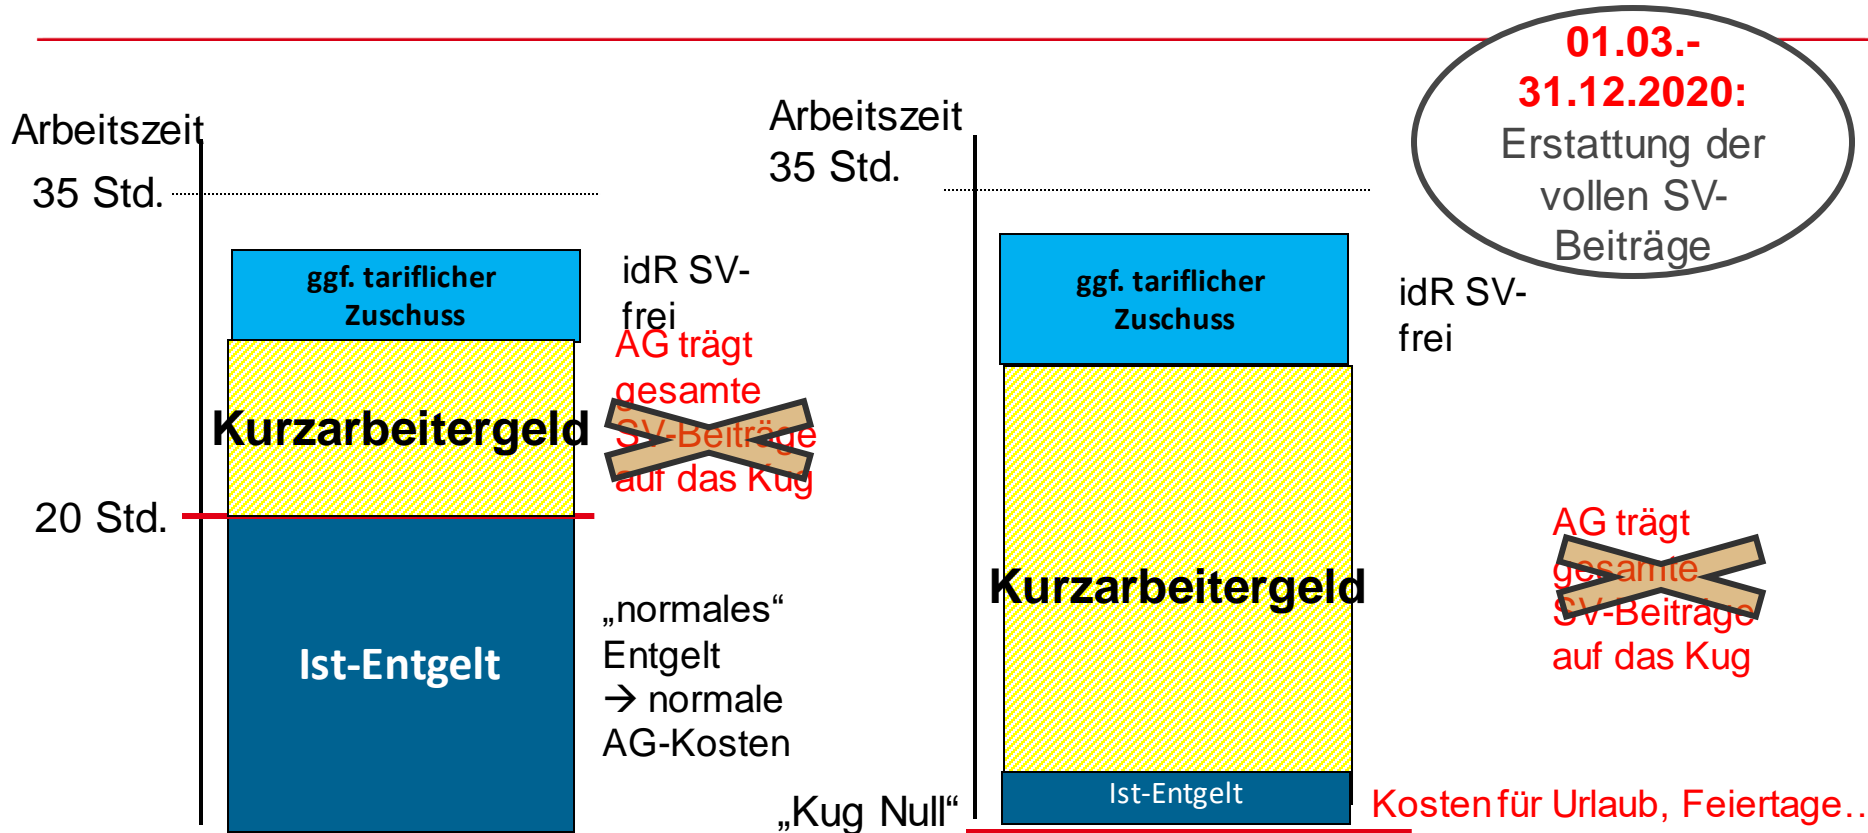 01.03.-
31.12.2020:
Erstattung der
vollen SV-
Beiträge
Arbeitszeit
35 Std.
ggf. tariflicher
Zuschuss
idR SV-
frei
AG trägt
gesamte
SV-Beiträge
auf das Kug
Kurzarbeitergeld
20 Std.
Ist-Entgelt
„normales“
Entgelt
→ normale
AG-Kosten
Arbeitszeit
35 Std.
ggf. tariflicher
Zuschuss
idR SV-
frei
Kurzarbeitergeld
AG trägt
gesamte
SV-Beiträge
auf das Kug
Ist-Entgelt
„Kug Null“
Kosten für Urlaub, Feiertage..